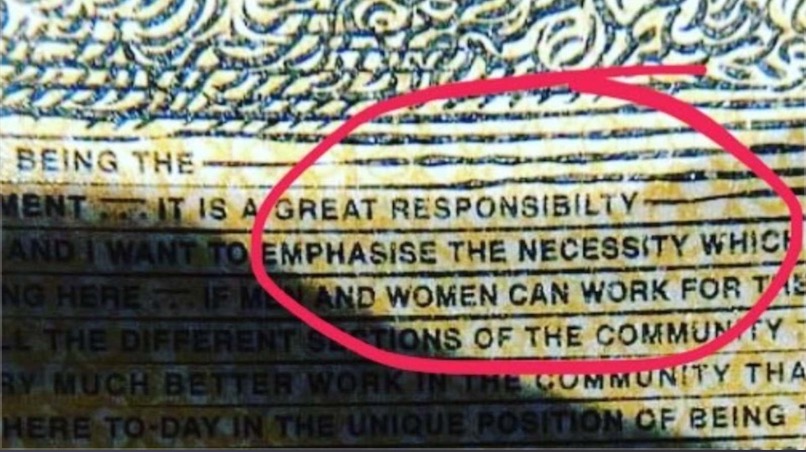 BEING THE
MENT ... IT IS A GREAT RESPONSIBILTY
AND I WANT TO EMPHASISE THE NECESSITY WHICH
NG HERE ... IF MEN AND WOMEN CAN WORK FOR THE
LL THE DIFFERENT SECTIONS OF THE COMMUNITY
RY MUCH BETTER WORK IN THE COMMUNITY THA
HERE TO-DAY IN THE UNIQUE POSITION OF BEING